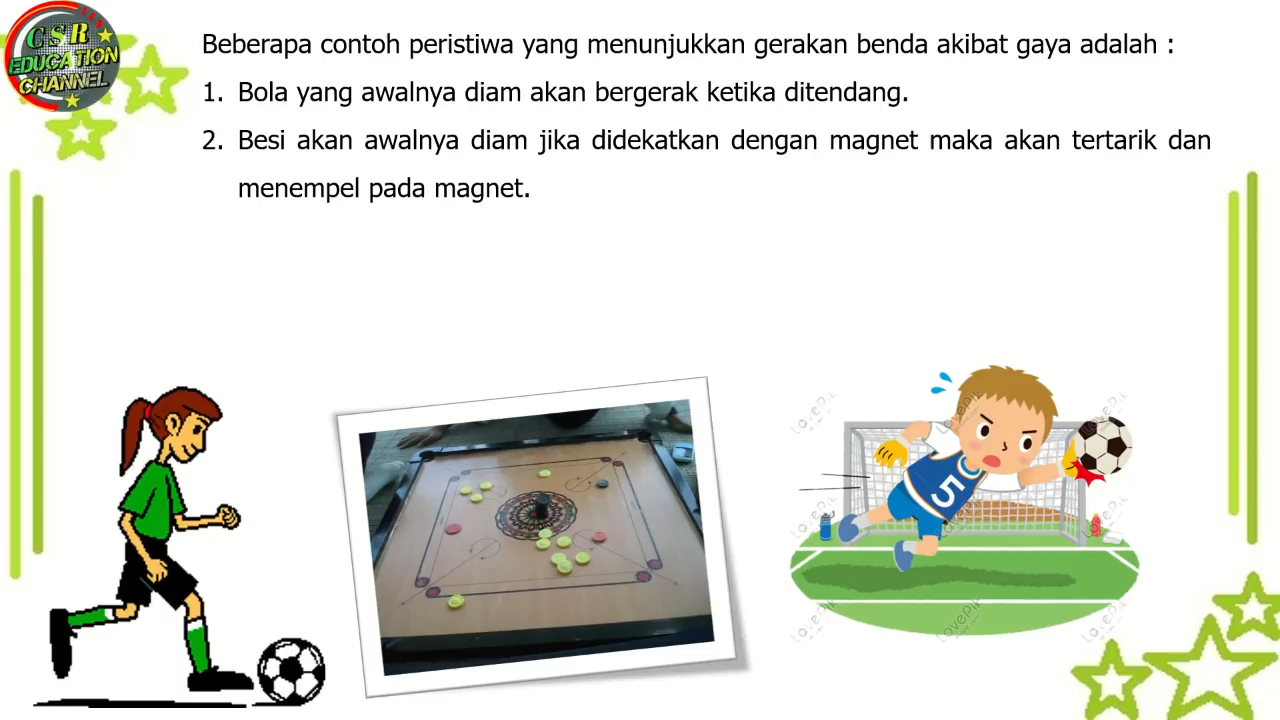 CSR
EDUCATION
CHANNEL
Beberapa contoh peristiwa yang menunjukkan gerakan benda akibat gaya adalah :
1. Bola yang awalnya diam akan bergerak ketika ditendang.
2. Besi akan awalnya diam jika didekatkan dengan magnet maka akan tertarik dan
menempel pada magnet.
5